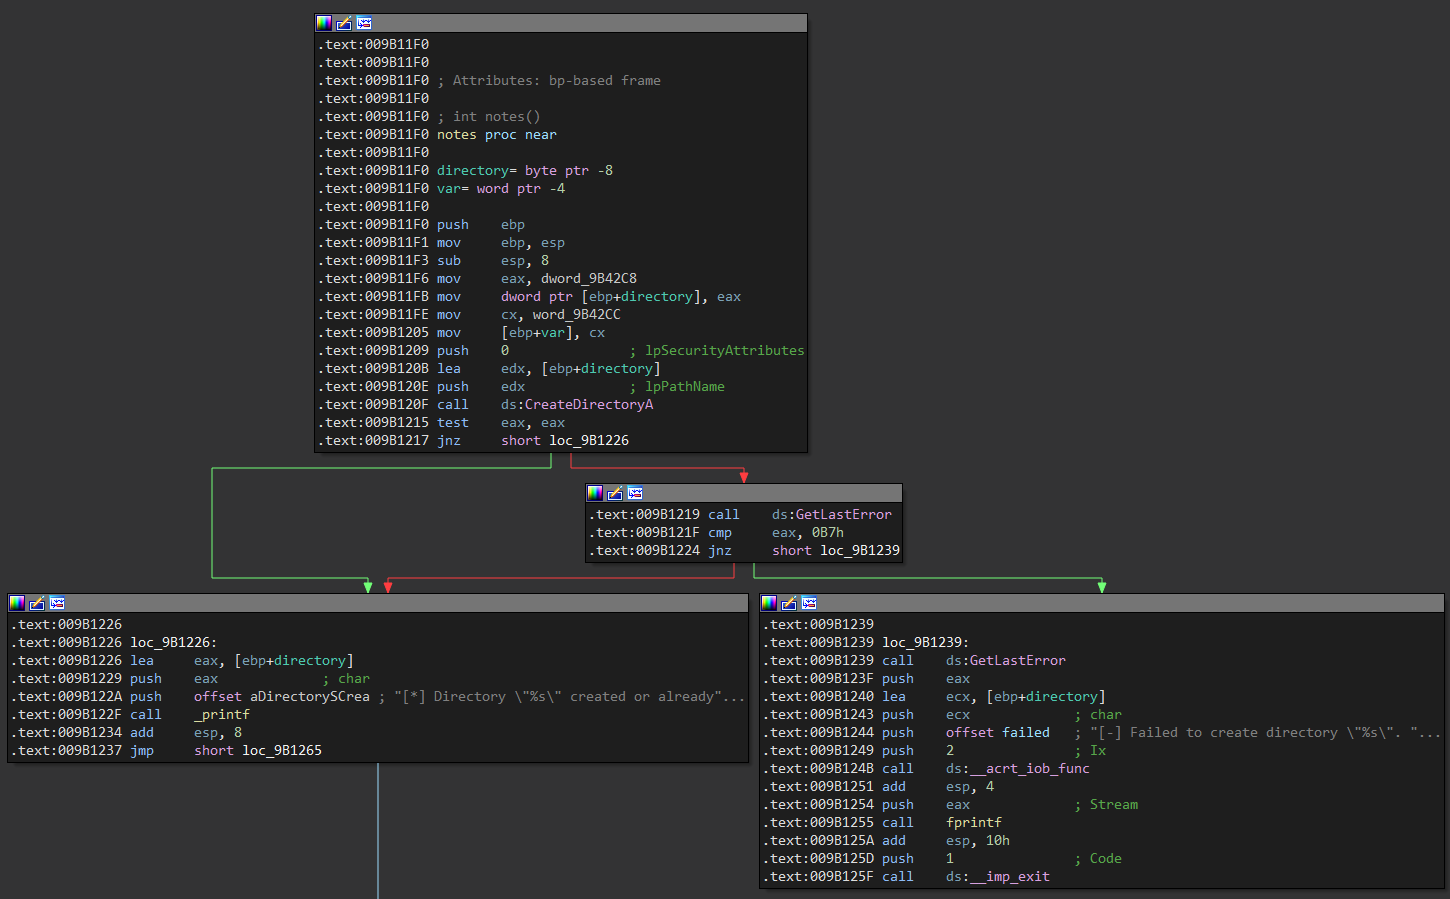 .text:009B11F0
.text:009B11F0
.text:009B11F0 ; Attributes: bp-based frame
.text:009B11F0
.text:009B11F0 ; int notes()
.text:009B11F0 notes proc near
.text:009B11F0
.text:009B11F0 directory= byte ptr -8
.text:009B11F0 var= word ptr -4
.text:009B11F0
.text:009B11F0 push    ebp
.text:009B11F1 mov     ebp, esp
.text:009B11F3 sub     esp, 8
.text:009B11F6 mov     eax, dword_9B42C8
.text:009B11FB mov     dword ptr [ebp+directory], eax
.text:009B11FE mov     cx, word_9B42CC
.text:009B1205 mov     [ebp+var], cx
.text:009B1209 push    0               ; lpSecurityAttributes
.text:009B120B lea     edx, [ebp+directory]
.text:009B120E push    edx             ; lpPathName
.text:009B120F call    ds:CreateDirectoryA
.text:009B1215 test    eax, eax
.text:009B1217 jnz     short loc_9B1226
.text:009B1219 call    ds:GetLastError
.text:009B121F cmp     eax, 0B7h
.text:009B1224 jnz     short loc_9B1239
.text:009B1226
.text:009B1226 loc_9B1226:
.text:009B1226 lea     eax, [ebp+directory]
.text:009B1229 push    eax             ; char
.text:009B122A push    offset aDirectorySCrea ; "[*] Directory \"%s\" created or already"...
.text:009B122F call    _printf
.text:009B1234 add     esp, 8
.text:009B1237 jmp     short loc_9B1265
.text:009B1239
.text:009B1239 loc_9B1239:
.text:009B1239 call    ds:GetLastError
.text:009B123F push    eax
.text:009B1240 lea     ecx, [ebp+directory]
.text:009B1243 push    ecx             ; char
.text:009B1244 push    offset failed   ; "[-] Failed to create directory \"%s\". "...
.text:009B1249 push    2               ; Ix
.text:009B124B call    ds:__acrt_iob_func
.text:009B1251 add     esp, 4
.text:009B1254 push    eax             ; Stream
.text:009B1255 call    fprintf
.text:009B125A add     esp, 10h
.text:009B125D push    1               ; Code
.text:009B125F call    ds:__imp_exit